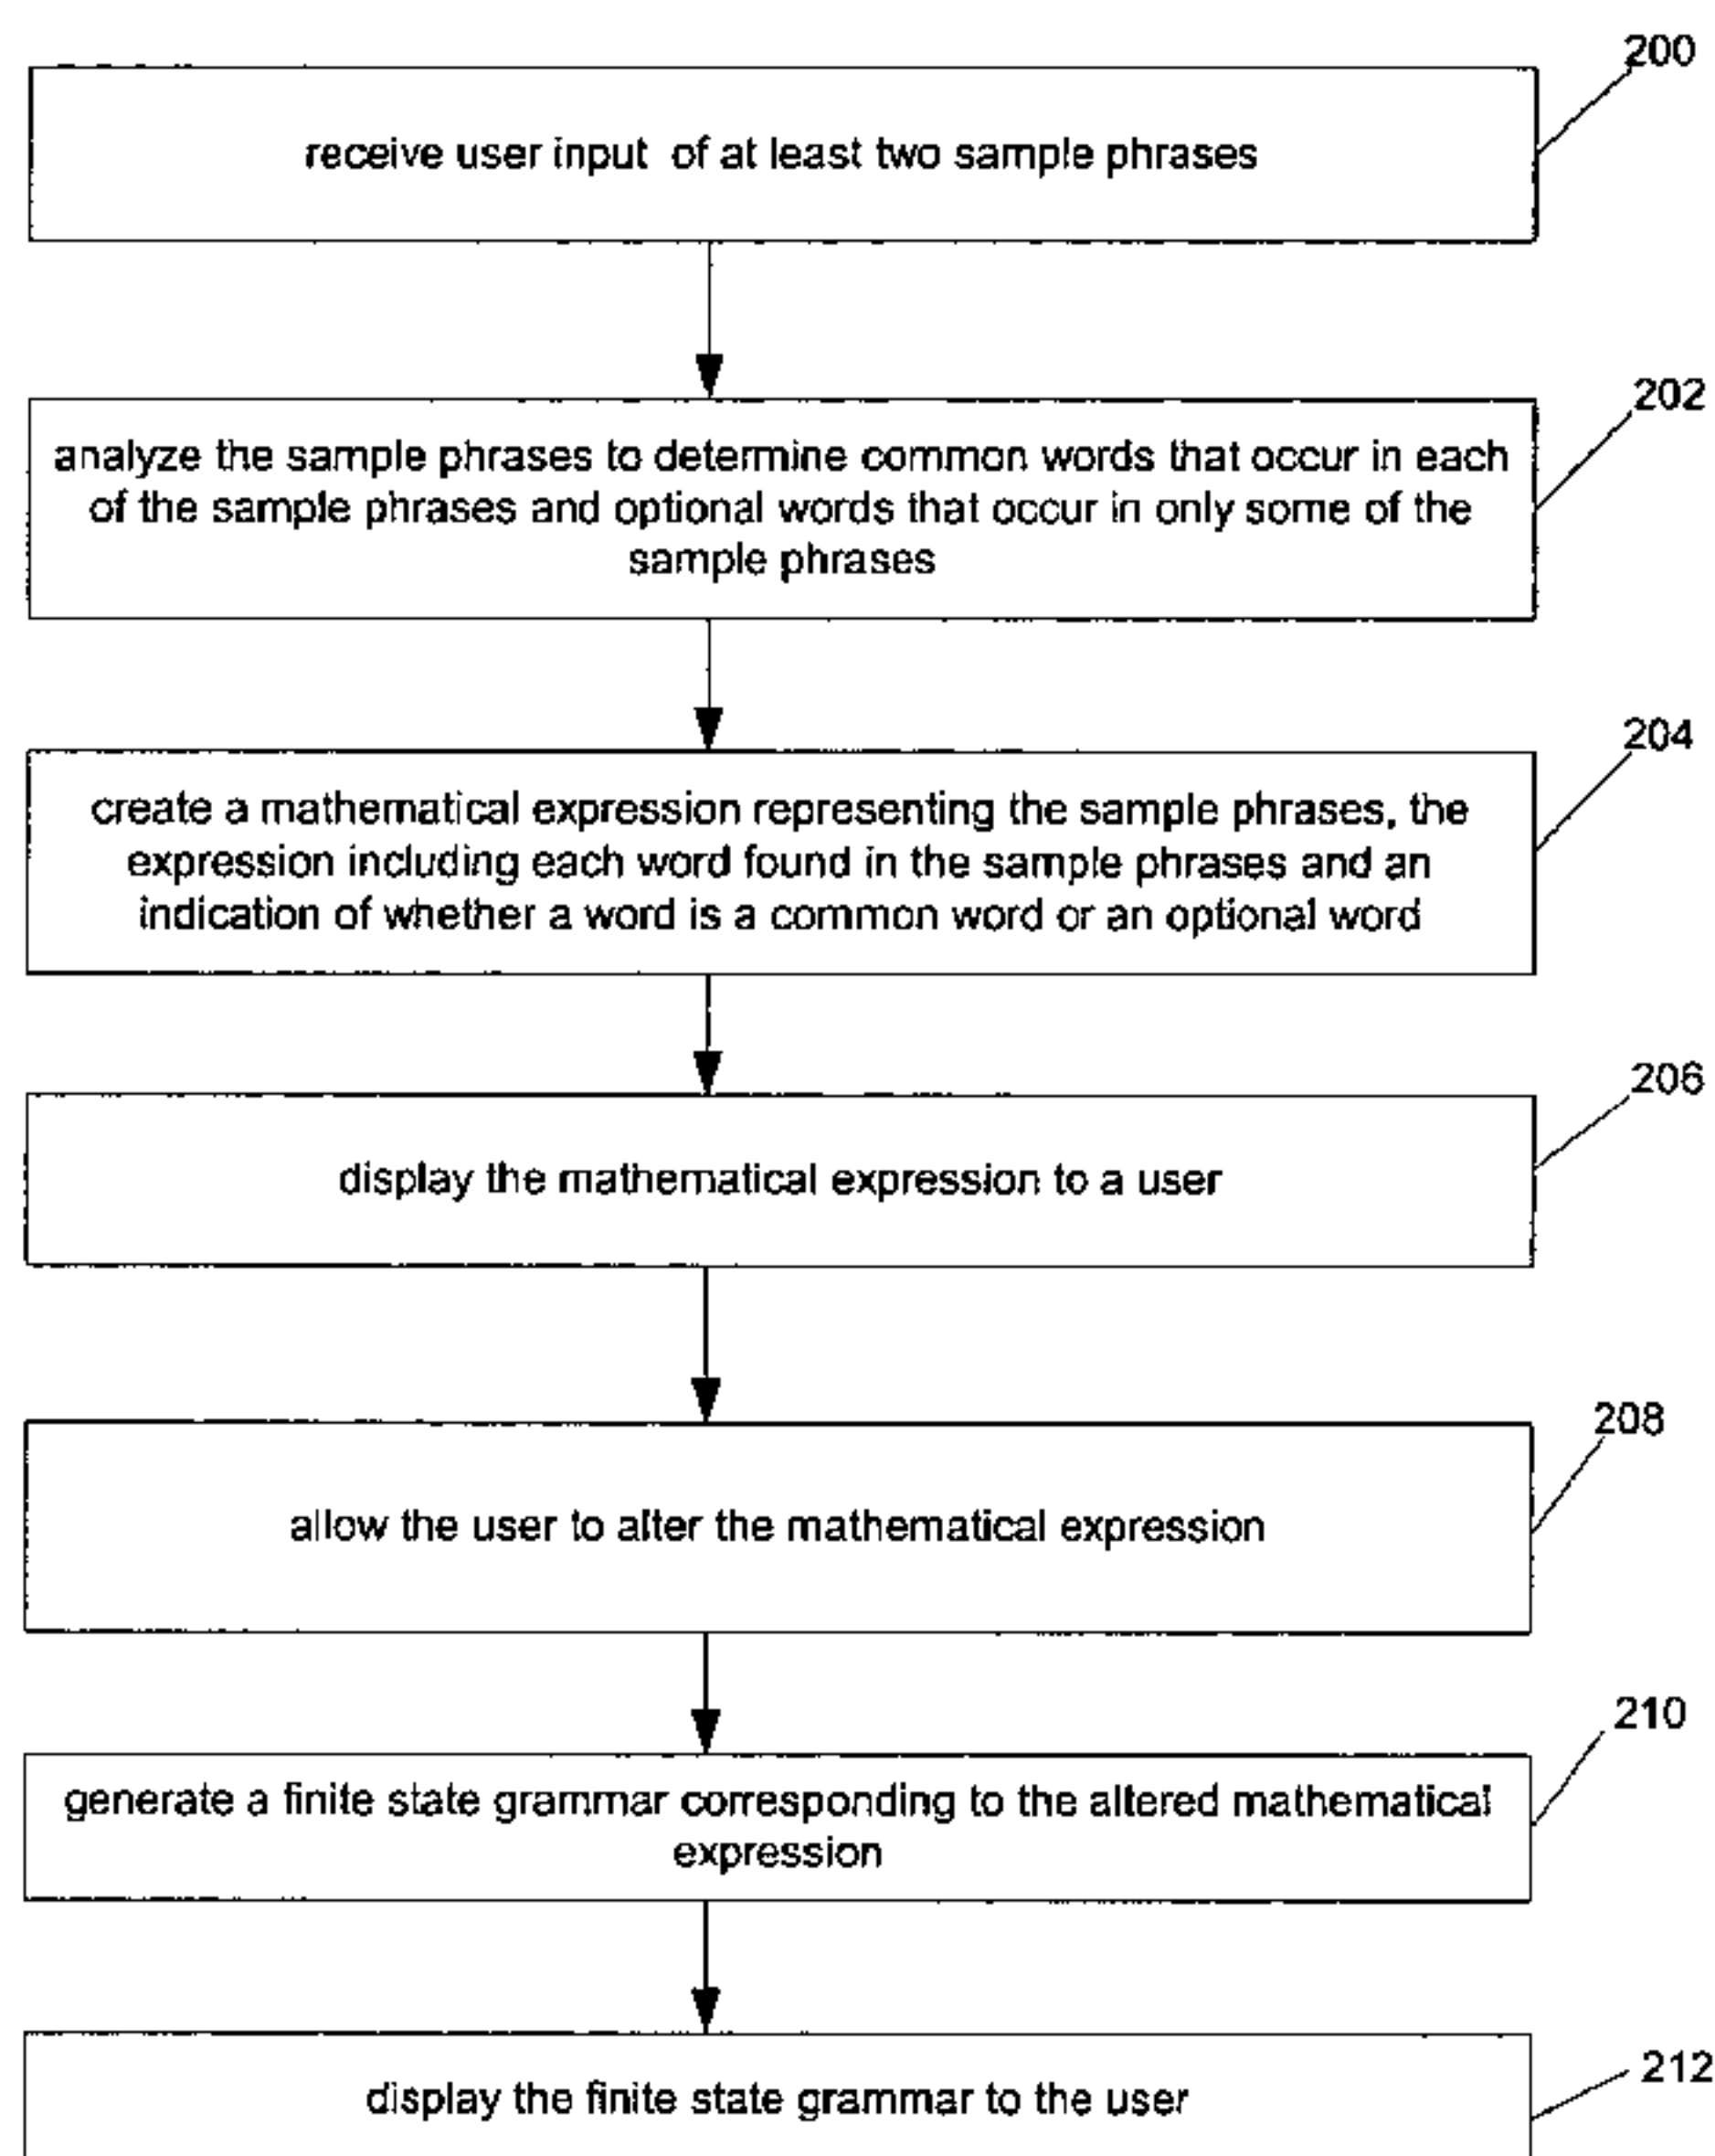 200
receive user input of at least two sample phrases
202
analyze the sample phrases to determine common words that occur in each
of the sample phrases and optional words that occur in only some of the
sample phrases
204
create a mathematical expression representing the sample phrases, the
expression including each word found in the sample phrases and an
indication of whether a word is a common word or an optional word
206
display the mathematical expression to a user
208
allow the user to alter the mathematical expression
210
generate a finite state grammar corresponding to the altered mathematical
expression
212
display the finite state grammar to the user